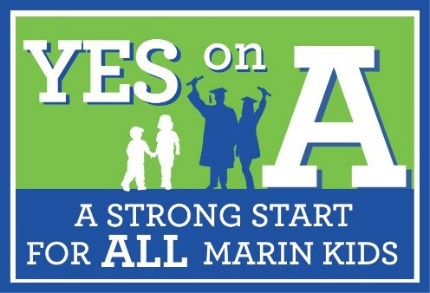 YES on A
A STRONG START
FOR ALL MARIN KIDS